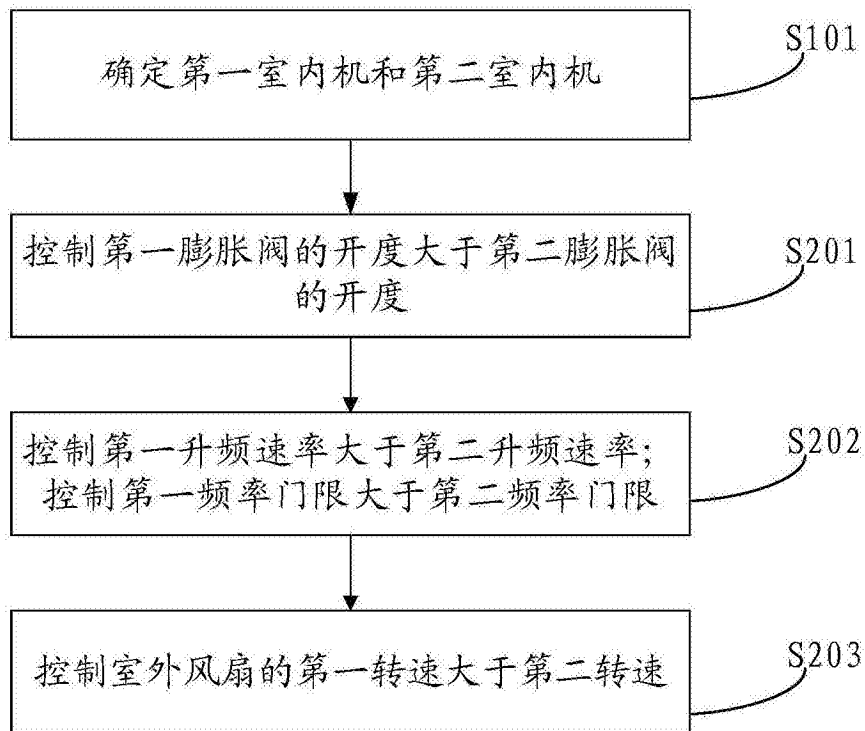 确定第一室内机和第二室内机
S101
控制第一膨胀阀的开度大于第二膨胀阀
的开度
S201
控制第一升频速率大于第二升频速率;
控制第一频率门限大于第二频率门限
S202
控制室外风扇的第一转速大于第二转速
S203